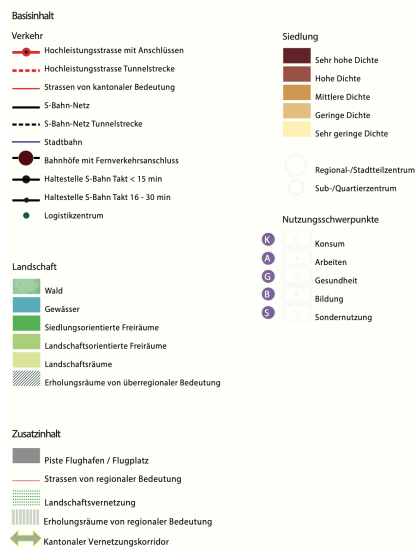 Basisinhalt
Verkehr
Hochleistungsstrasse mit Anschlüssen
Hochleistungsstrasse Tunnelstrecke
Strassen von kantonaler Bedeutung
S-Bahn-Netz
S-Bahn-Netz Tunnelstrecke
Stadtbahn
Bahnhöfe mit Fernverkehrsanschluss
Haltestelle S-Bahn Takt < 15 min
Haltestelle S-Bahn Takt 16 - 30 min
Logistikzentrum
Siedlung
Sehr hohe Dichte
Hohe Dichte
Mittlere Dichte
Geringe Dichte
Sehr geringe Dichte
Regional-/Stadtteilzentrum
Sub-/Quartierzentrum
Nutzungsschwerpunkte
K Konsum
A Arbeiten
G Gesundheit
B Bildung
S Sondernutzung
Landschaft
Wald
Gewässer
Siedlungsorientierte Freiräume
Landschaftsorientierte Freiräume
Landschaftsräume
Erholungsräume von überregionaler Bedeutung
Zusatzinhalt
Piste Flughafen / Flugplatz
Strassen von regionaler Bedeutung
Landschaftsvernetzung
Erholungsräume von regionaler Bedeutung
Kantonaler Vernetzungskorridor